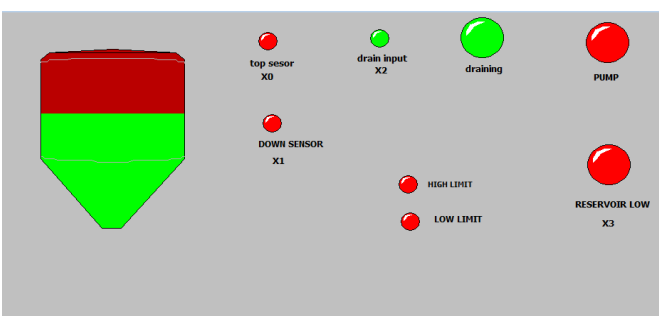 top sesor
X0
drain input
X2
draining
PUMP
DOWN SENSOR
X1
HIGH LIMIT
LOW LIMIT
RESERVOIR LOW
X3